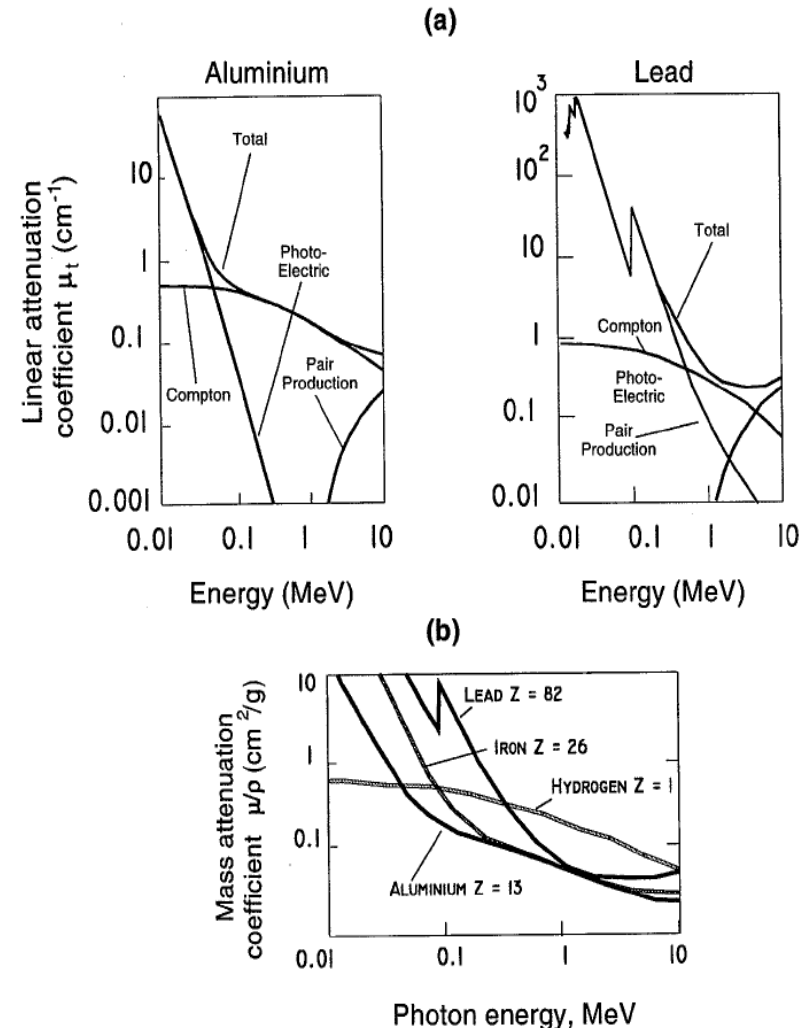 (a)
Aluminium
Linear attenuation
coefficient μt (cm-1)
10
1
0.1
0.01
0.001
Total
Photo-
Electric
Pair
Production
Compton
0.01
0.1
1
10
Energy (MeV)
Lead
10³
10²
10
1
0.1
0.01
Total
Compton
Photo-
Electric
Pair
Production
0.01
0.1
1
10
Energy (MeV)
(b)
Mass attenuation
coefficient μ/ρ (cm²/g)
10
1
0.1
LEAD Z = 82
IRON Z = 26
HYDROGEN Z = 1
ALUMINIUM Z = 13
0.01
0.1
1
10
Photon energy, MeV